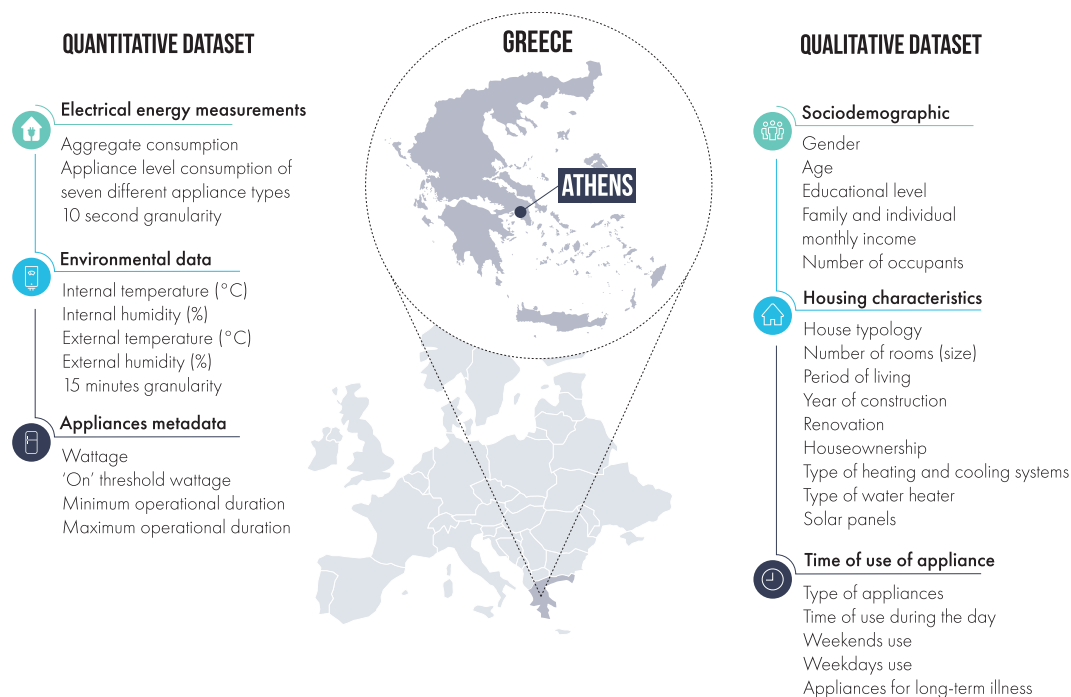 QUANTITATIVE DATASET
Electrical energy measurements
Aggregate consumption
Appliance level consumption of
seven different appliance types
10 second granularity
Environmental data
Internal temperature (°C)
Internal humidity (%)
External temperature (°C)
External humidity (%)
15 minutes granularity
Appliances metadata
Wattage
‘On’ threshold wattage
Minimum operational duration
Maximum operational duration
GREECE
ATHENS
QUALITATIVE DATASET
Sociodemographic
Gender
Age
Educational level
Family and individual
monthly income
Number of occupants
Housing characteristics
House typology
Number of rooms (size)
Period of living
Year of construction
Renovation
Houseownership
Type of heating and cooling systems
Type of water heater
Solar panels
Time of use of appliance
Type of appliances
Time of use during the day
Weekends use
Weekdays use
Appliances for long-term illness